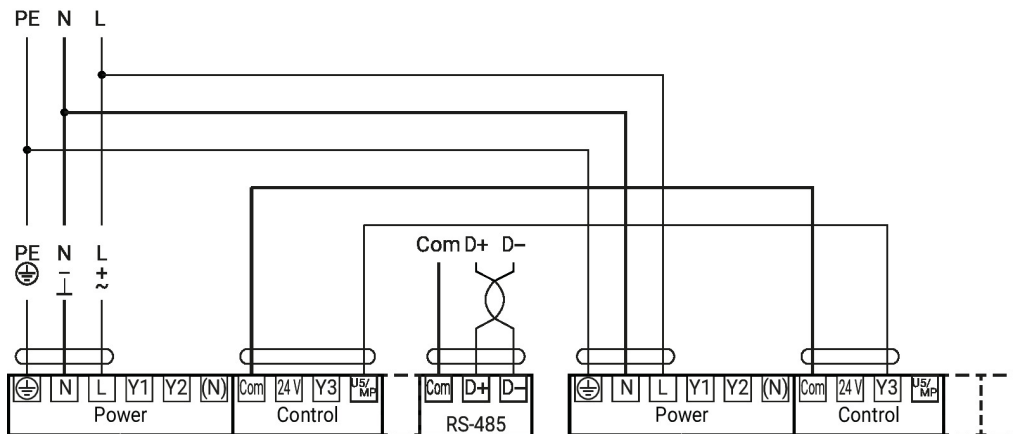 PE N L
Com D+ D−
PE N L
− +
⊥ ~
N L Y1 Y2 (N) Com 24 V Y3 U5/MP Com D+ D− N L Y1 Y2 (N) Com 24 V Y3 U5/MP
Power Control RS-485 Power Control